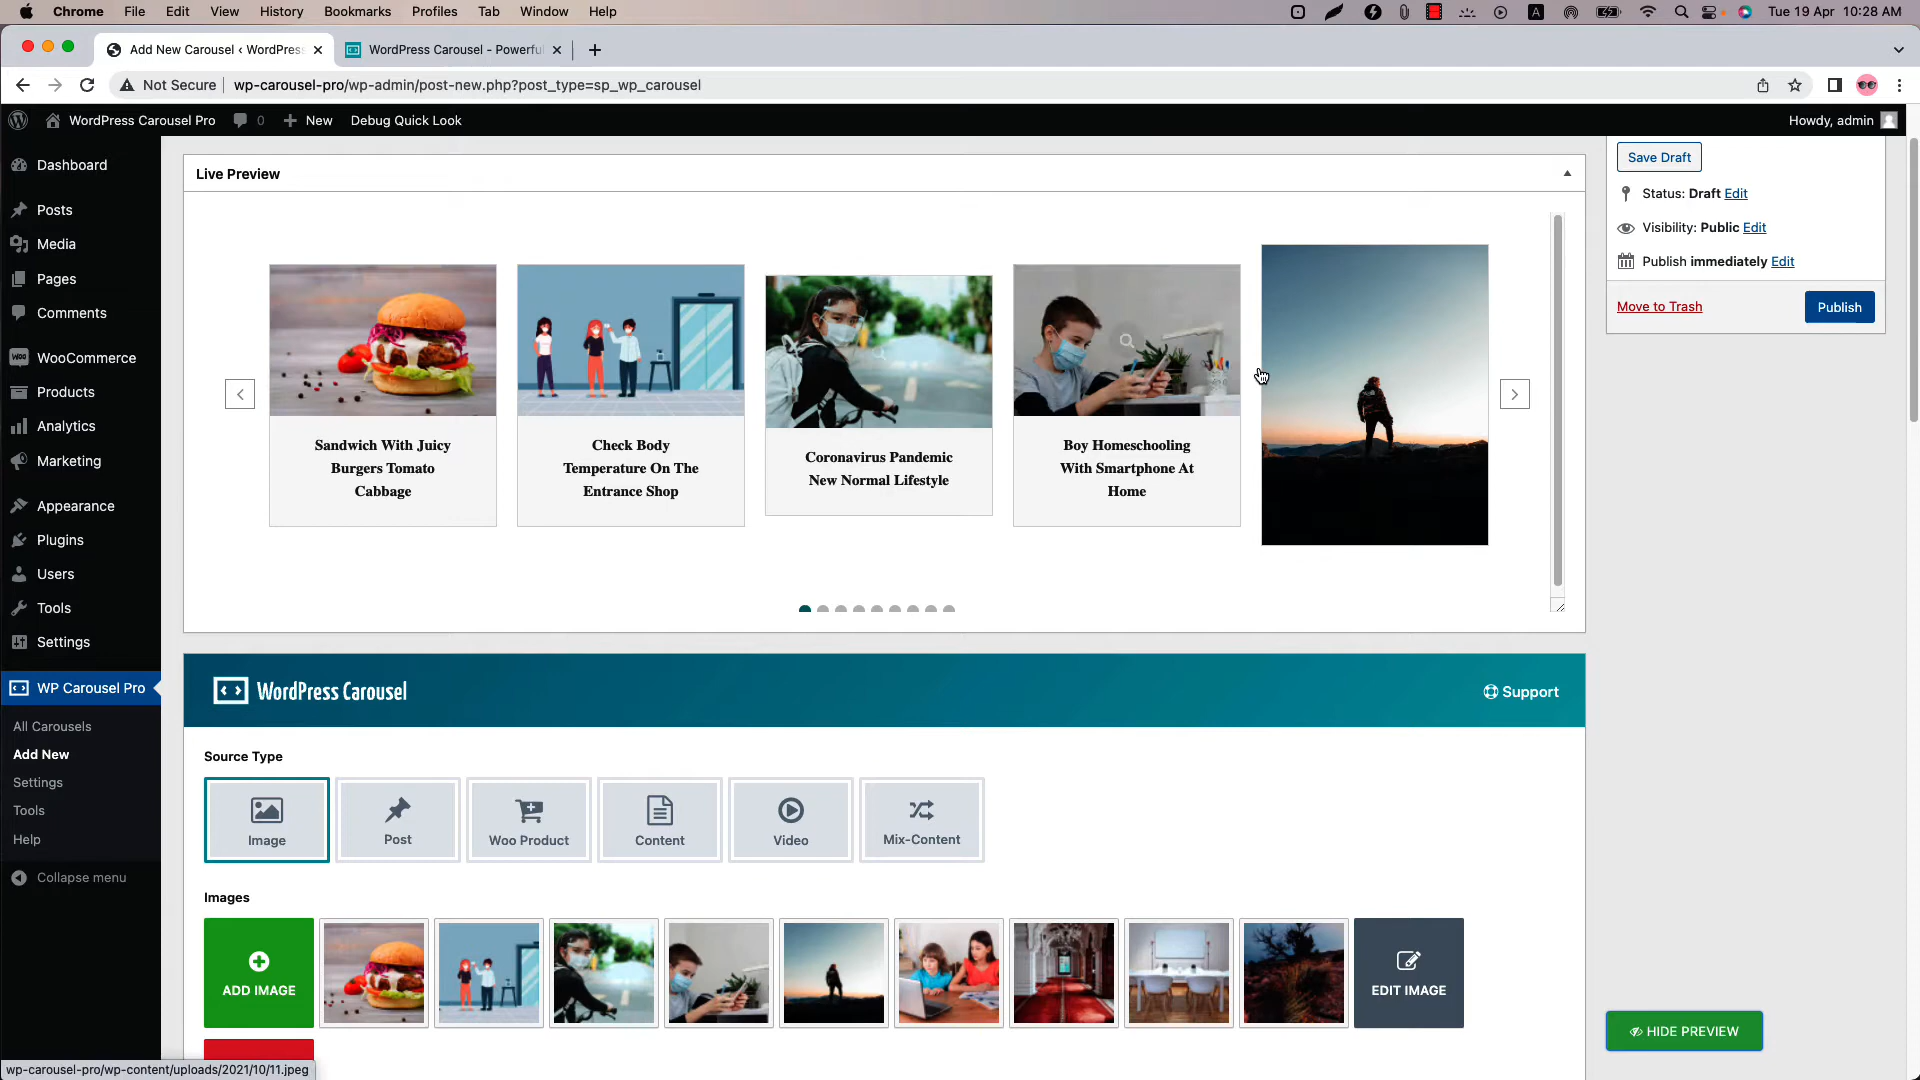 Chrome File Edit View History Bookmarks Profiles Tab Window Help
A
Tue 19 Apr 10:28 AM
Add New Carousel ‹ WordPress
WordPress Carousel - Powerful
Not Secure
wp-carousel-pro/wp-admin/post-new.php?post_type=sp_wp_carousel
WordPress Carousel Pro 0 New Debug Quick Look
Howdy, admin
Dashboard
Posts
Media
Pages
Comments
WooCommerce
Products
Analytics
Marketing
Appearance
Plugins
Users
Tools
Settings
WP Carousel Pro
All Carousels
Add New
Settings
Tools
Help
Collapse menu
Live Preview
Sandwich With Juicy
Burgers Tomato
Cabbage
Check Body
Temperature On The
Entrance Shop
Coronavirus Pandemic
New Normal Lifestyle
Boy Homeschooling
With Smartphone At
Home
Save Draft
Status: Draft Edit
Visibility: Public Edit
Publish immediately Edit
Move to Trash
Publish
WordPress Carousel
Support
Source Type
Image
Post
Woo Product
Content
Video
Mix-Content
Images
ADD IMAGE
EDIT IMAGE
HIDE PREVIEW
wp-carousel-pro/wp-content/uploads/2021/10/11.jpeg